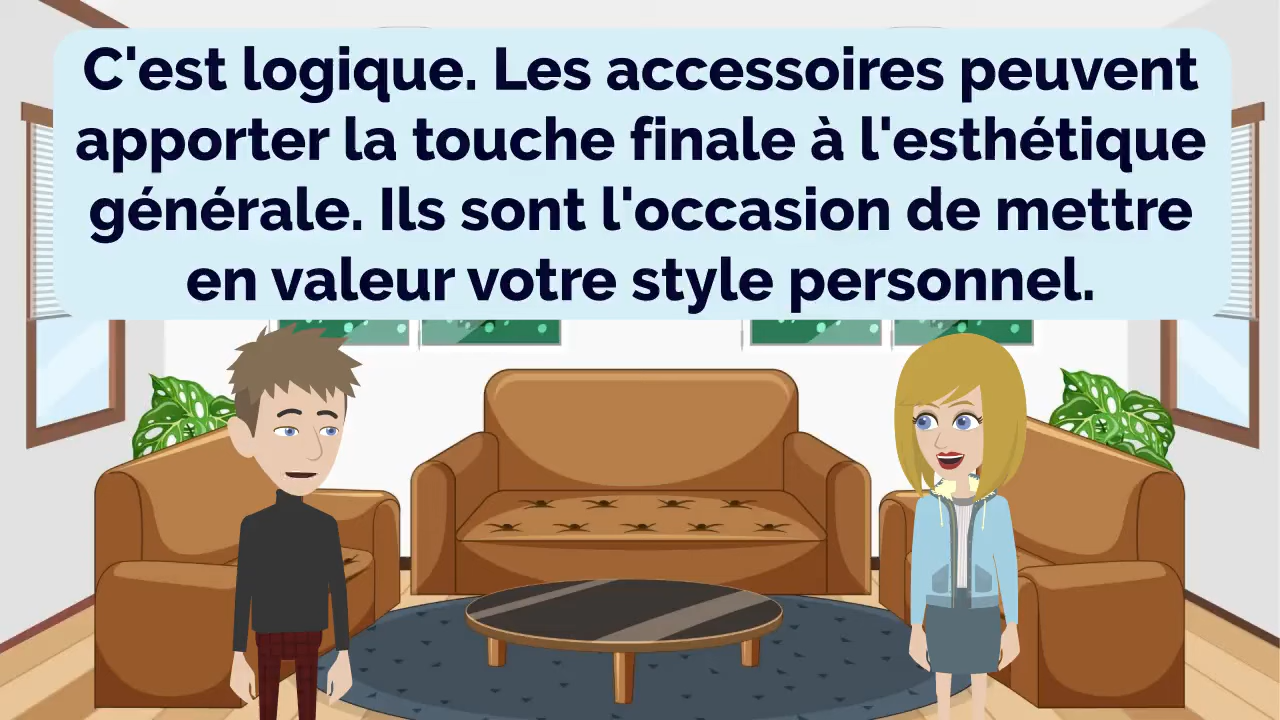 C'est logique. Les accessoires peuvent
apporter la touche finale à l'esthétique
générale. Ils sont l'occasion de mettre
en valeur votre style personnel.